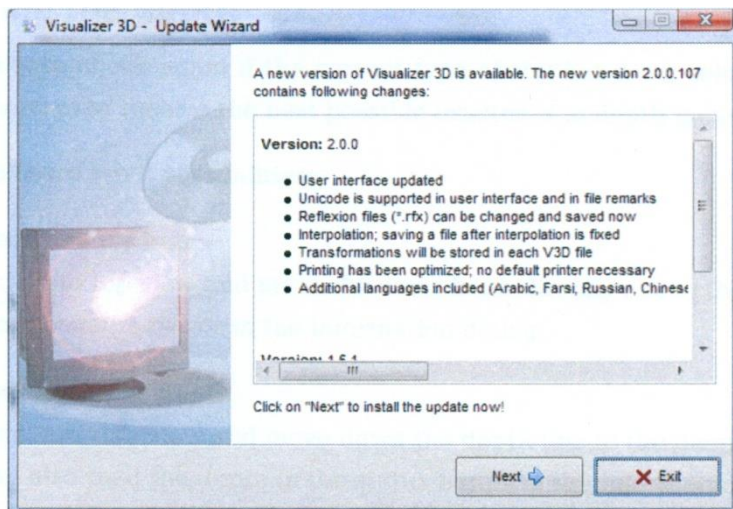 Visualizer 3D - Update Wizard
A new version of Visualizer 3D is available. The new version 2.0.0.107
contains following changes:
Version: 2.0.0
● User interface updated
● Unicode is supported in user interface and in file remarks
● Reflexion files (*.rfx) can be changed and saved now
● Interpolation; saving a file after interpolation is fixed
● Transformations will be stored in each V3D file
● Printing has been optimized; no default printer necessary
● Additional languages included (Arabic, Farsi, Russian, Chinese
Version: 1.5.1
Click on "Next" to install the update now!
Next
Exit